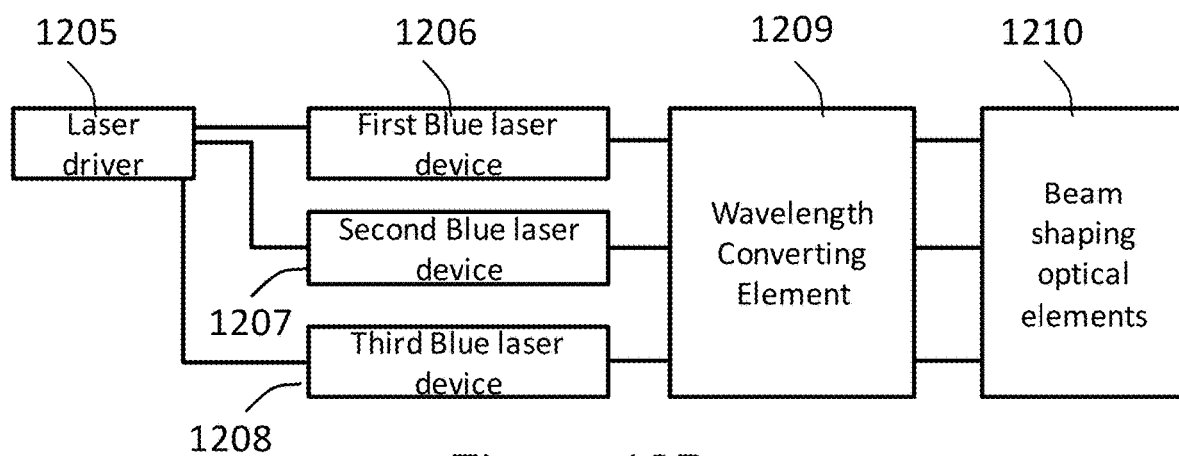 1205
1206
1209
1210
Laser
driver
First Blue laser
device
Second Blue laser
device
1207
Third Blue laser
device
1208
Wavelength
Converting
Element
Beam
shaping
optical
elements